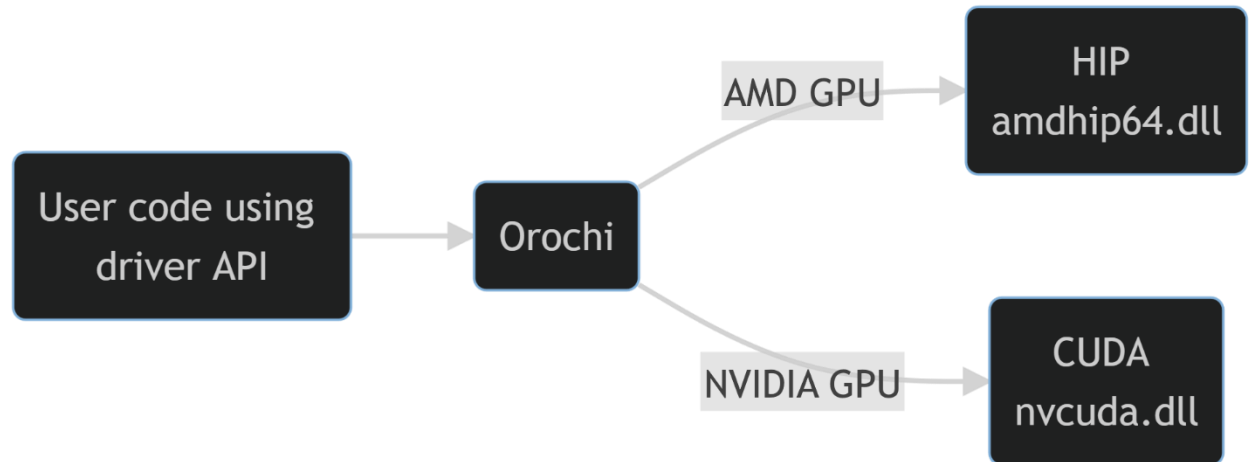 User code using
driver API
Orochi
AMD GPU
HIP
amdhip64.dll
NVIDIA GPU
CUDA
nvcuda.dll